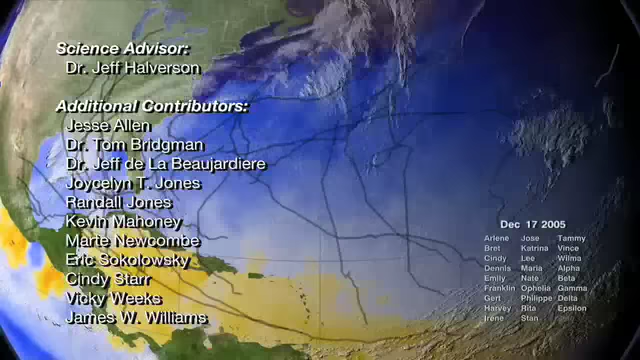 Science Advisor:
Dr. Jeff Halverson
Additional Contributors:
Jesse Allen
Dr. Tom Bridgman
Dr. Jeff de La Beaujardiere
Joycelyn T. Jones
Randall Jones
Kevin Mahoney
Marte Newcombe
Eric Sokolowsky
Cindy Starr
Vicky Weeks
James W. Williams
Dec 17 2005
Arlene Jose Tammy
Bret Katrina Vince
Cindy Lee Wilma
Dennis Maria Alpha
Emily Nate Beta
Franklin Ophelia Gamma
Gert Philippe Delta
Harvey Rita Epsilon
Irene Stan